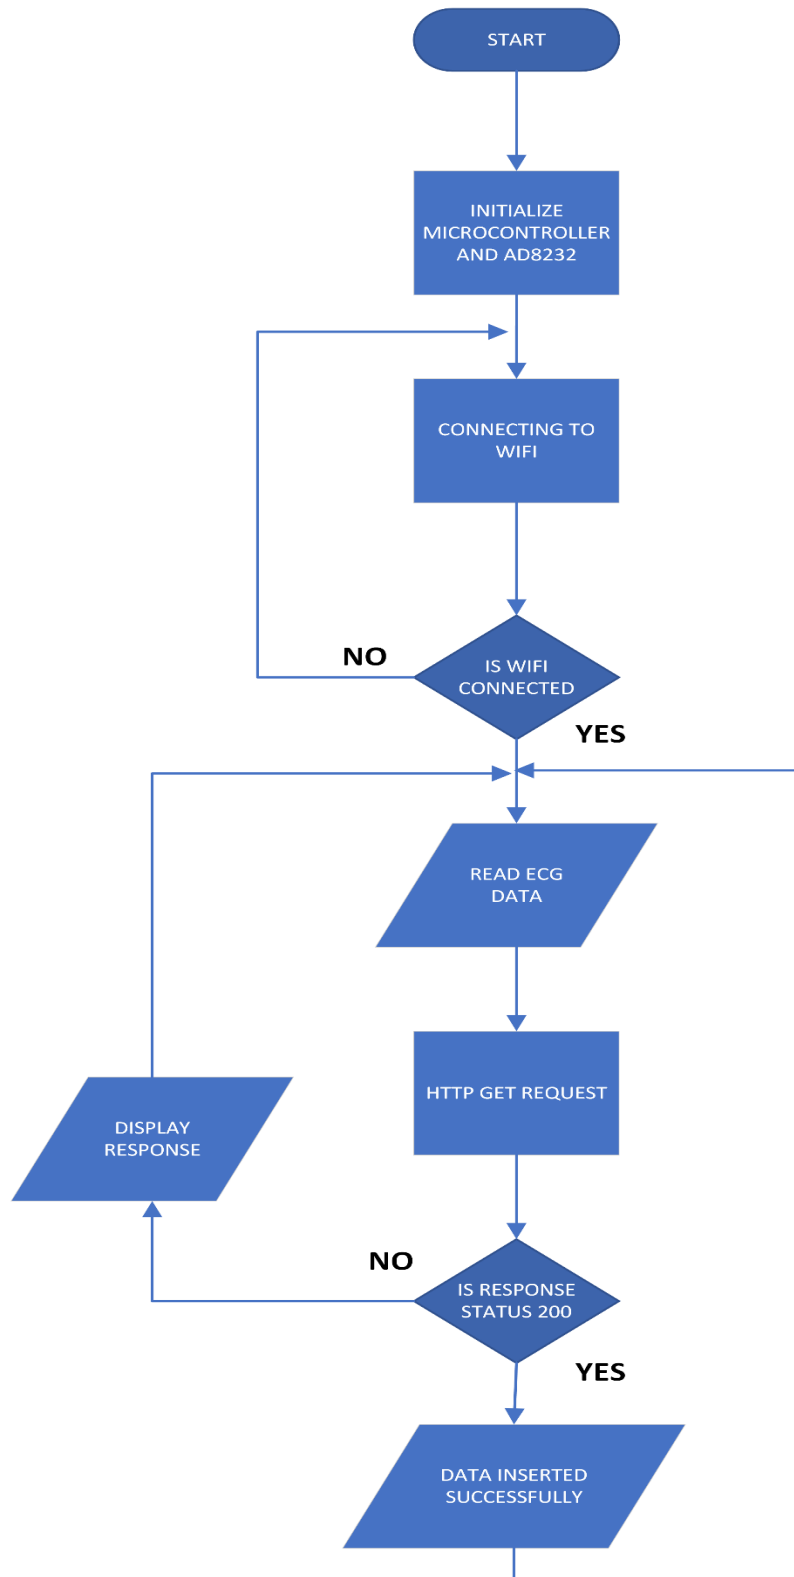 START
INITIALIZE
MICROCONTROLLER
AND AD8232
CONNECTING TO
WIFI
NO
IS WIFI
CONNECTED
YES
READ ECG
DATA
HTTP GET REQUEST
DISPLAY
RESPONSE
NO
IS RESPONSE
STATUS 200
YES
DATA INSERTED
SUCCESSFULLY